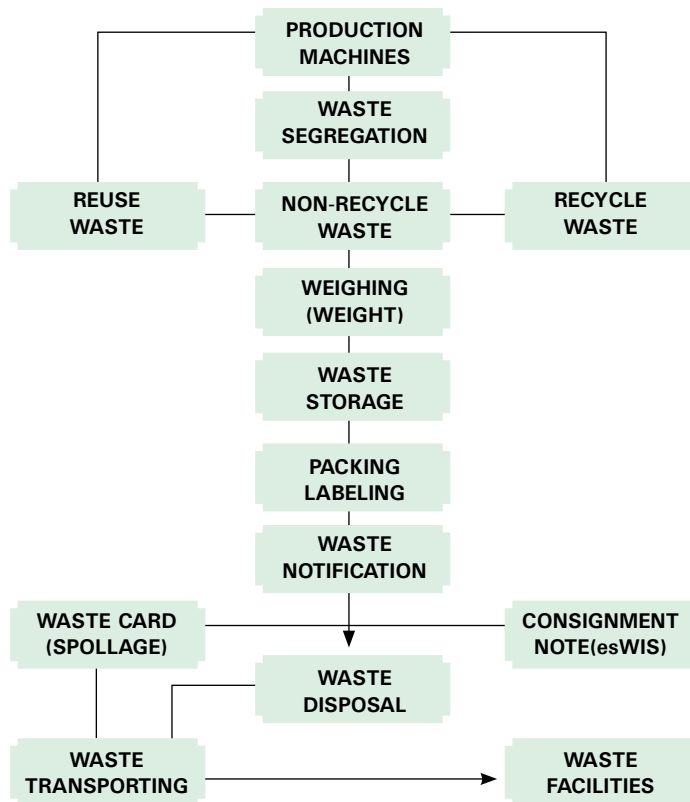 PRODUCTION
MACHINES
WASTE
SEGREGATION
REUSE
WASTE
NON-RECYCLE
WASTE
RECYCLE
WASTE
WEIGHING
(WEIGHT)
WASTE
STORAGE
PACKING
LABELING
WASTE
NOTIFICATION
WASTE CARD
(SPOLLAGE)
CONSIGNMENT
NOTE(esWIS)
WASTE
DISPOSAL
WASTE
TRANSPORTING
WASTE
FACILITIES